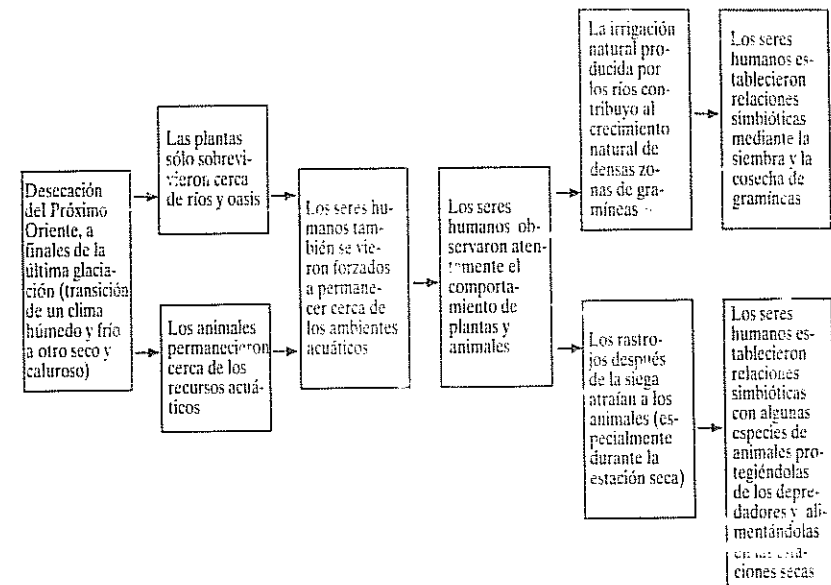 Desecación
del Próximo
Oriente, a
finales de la
última glacia-
ción (transición
de un clima
húmedo y frío
a otro seco y
caluroso)
Las plantas
sólo sobrevi-
vieron cerca
de ríos y oasis
Los animales
permanecieron
cerca de los
recursos acuá-
ticos
Los seres hu-
manos tam-
bién se vie-
ron forzados
a permane-
cer cerca de
los ambientes
acuáticos
Los seres
humanos ob-
servaron aten-
tamente el
comporta-
miento de
plantas y
animales
La irrigación
natural pro-
ducida por
los ríos con-
tribuyo al
crecimiento
natural de
densas zo-
nas de gra-
míneas
Los seres
humanos es-
tablecieron
relaciones
simbióticas
mediante la
siembra y la
cosecha de
gramíneas
Los rastro-
jos después
de la siega
atraían a los
animales (es-
pecialmente
durante la
estación seca)
Los seres
humanos es-
tablecieron
relaciones
simbióticas
con algunas
especies de
animales pro-
tegiéndolas
de los depre-
dadores y ali-
mentándolas
en las esta-
ciones secas